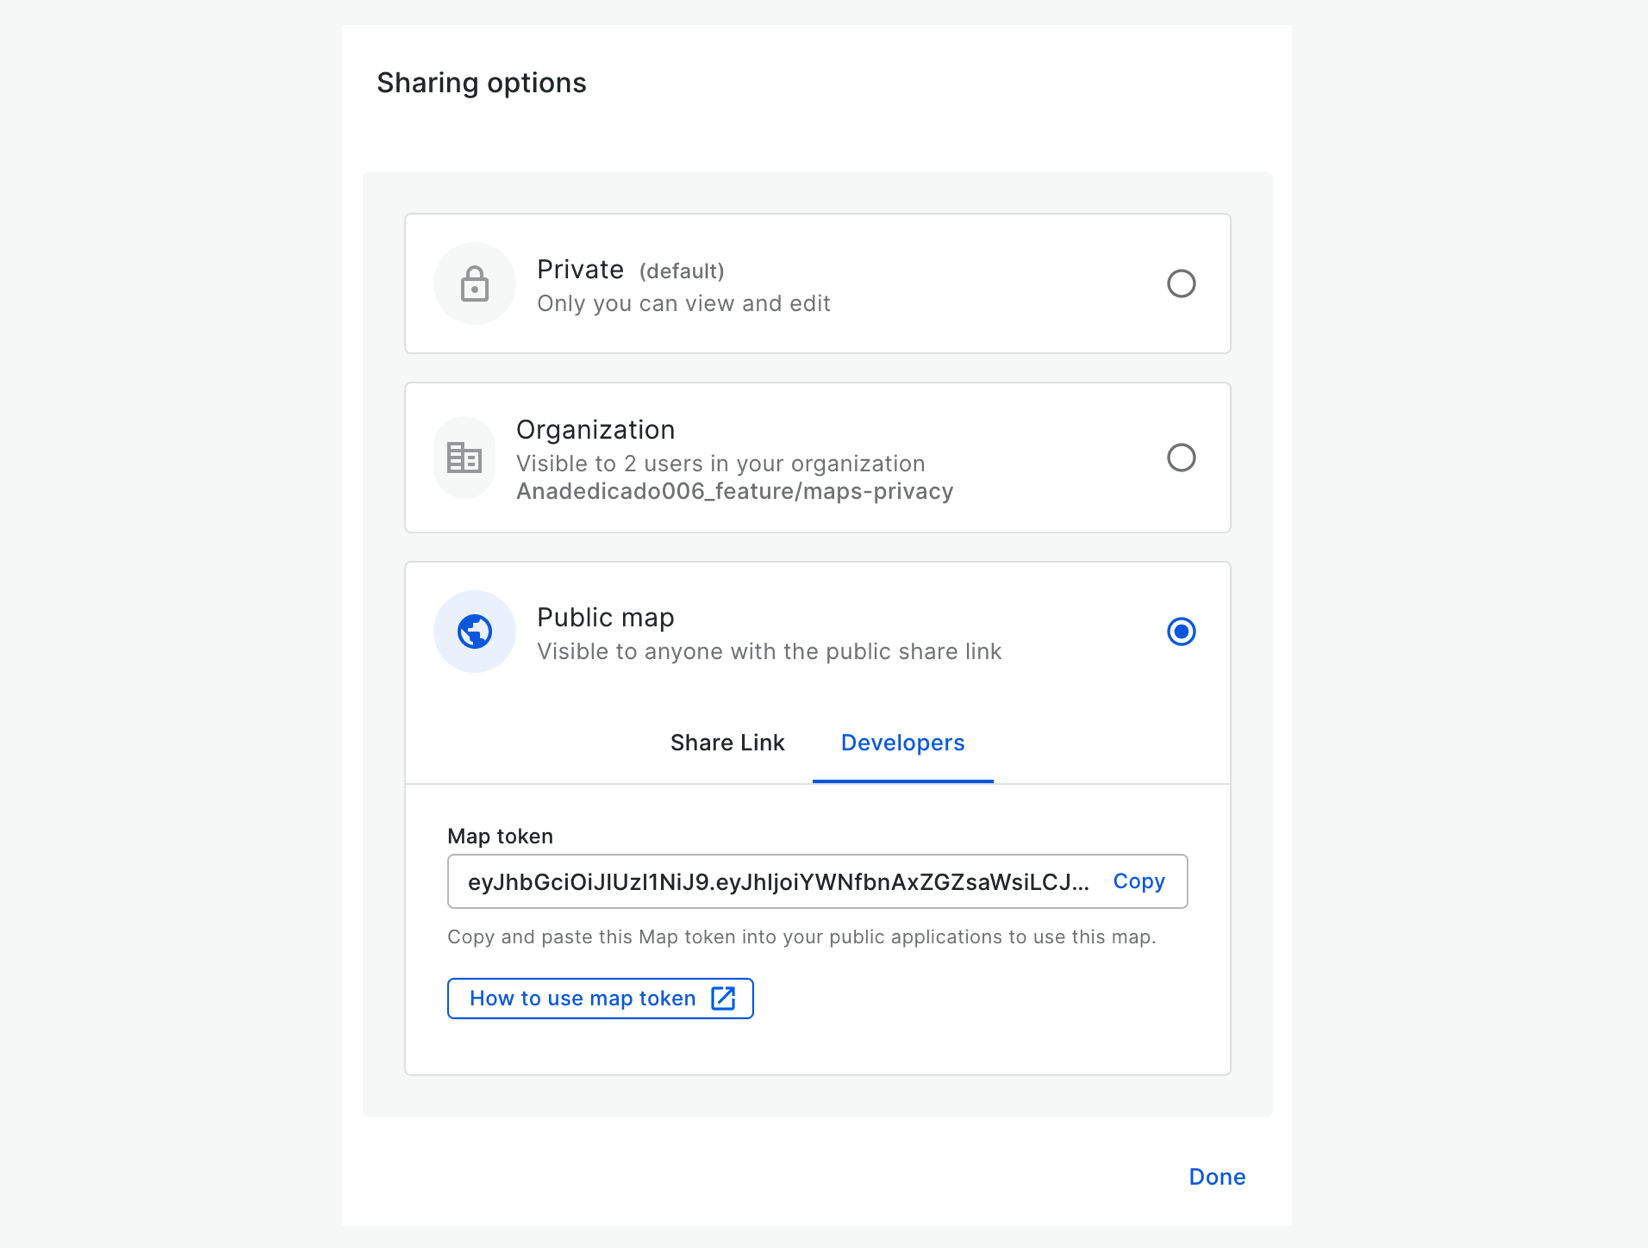 Sharing options
Private (default)
Only you can view and edit
Organization
Visible to 2 users in your organization
Anadedicado006_feature/maps-privacy
Public map
Visible to anyone with the public share link
Share Link Developers
Map token
eyJhbGciOiJIUzI1NiJ9.eyJhIjoiYWNfbnAxZGZsaWsiLCJ... Copy
Copy and paste this Map token into your public applications to use this map.
How to use map token
Done